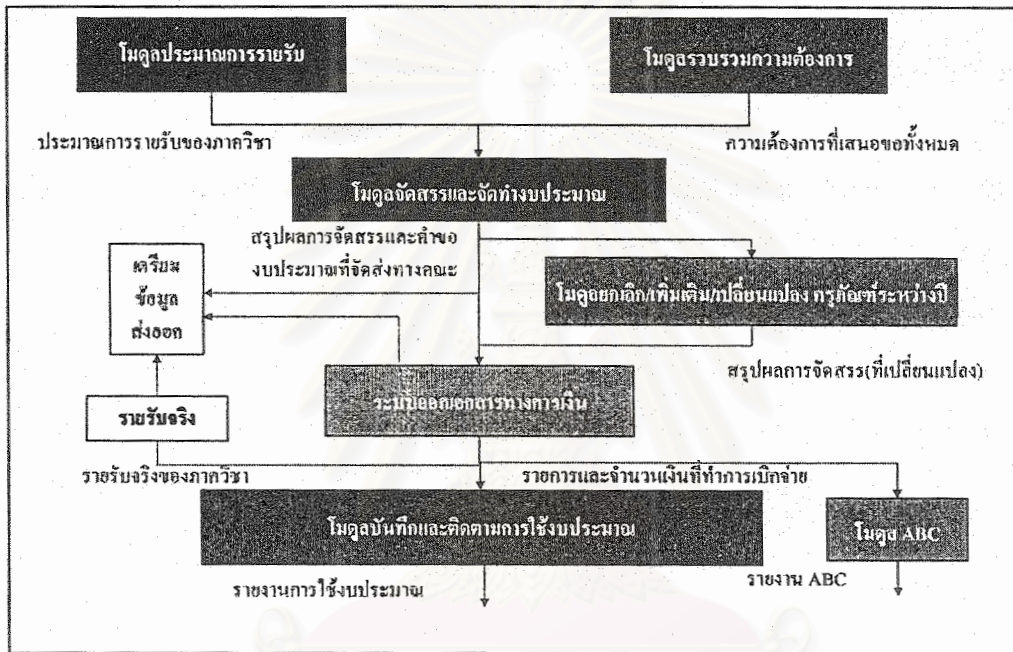 โมดูลประมาณการรายรับ
โมดูลรวบรวมความต้องการ
ประมาณการรายรับของภาควิชา
ความต้องการที่เสนอขอทั้งหมด
โมดูลจัดสรรและจัดทำงบประมาณ
สรุปผลการจัดสรรและคำขอ
งบประมาณที่จัดส่งทางคณะ
เตรียม
ข้อมูล
ส่งออก
โมดูลยกเลิก/เพิ่มเติม/เปลี่ยนแปลง ครุภัณฑ์ระหว่างปี
สรุปผลการจัดสรร(ที่เปลี่ยนแปลง)
ระบบออกเอกสารทางการเงิน
รายรับจริง
รายรับจริงของภาควิชา
รายการและจำนวนเงินที่ทำการเบิกจ่าย
โมดูลบันทึกและติดตามการใช้งบประมาณ
โมดูล ABC
รายงานการใช้งบประมาณ
รายงาน ABC